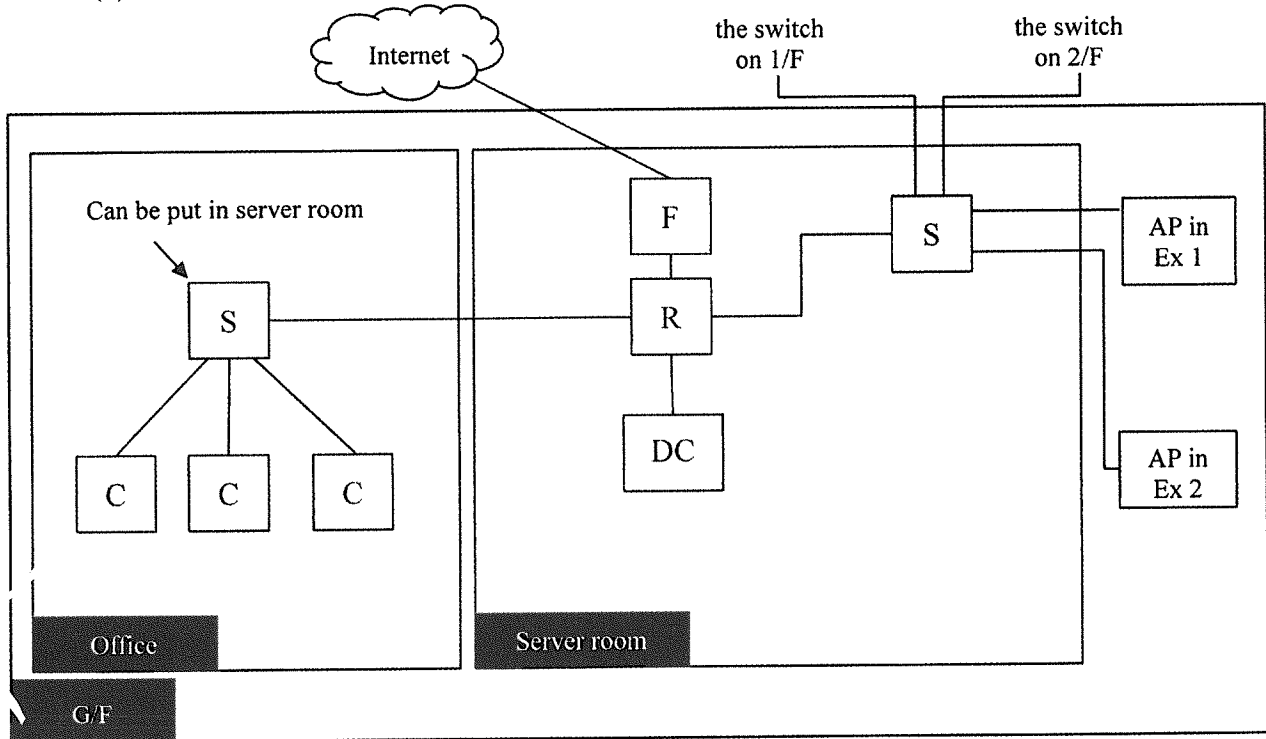 the switch
on 1/F
the switch
on 2/F
Internet
Can be put in server room
F
S
AP in
Ex 1
S
R
DC
AP in
Ex 2
C
C
C
Office
Server room
G/F